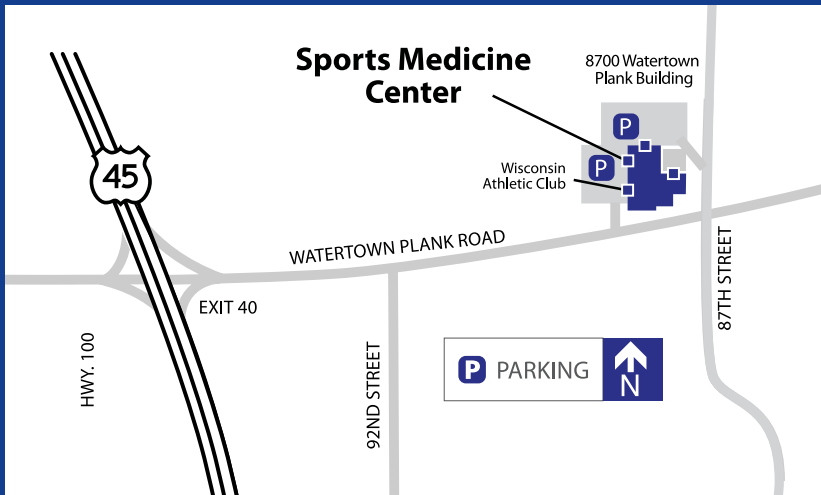 Sports Medicine
Center
8700 Watertown
Plank Building
P
P
Wisconsin
Athletic Club
45
WATERTOWN PLANK ROAD
EXIT 40
HWY. 100
92ND STREET
87TH STREET
P PARKING
N